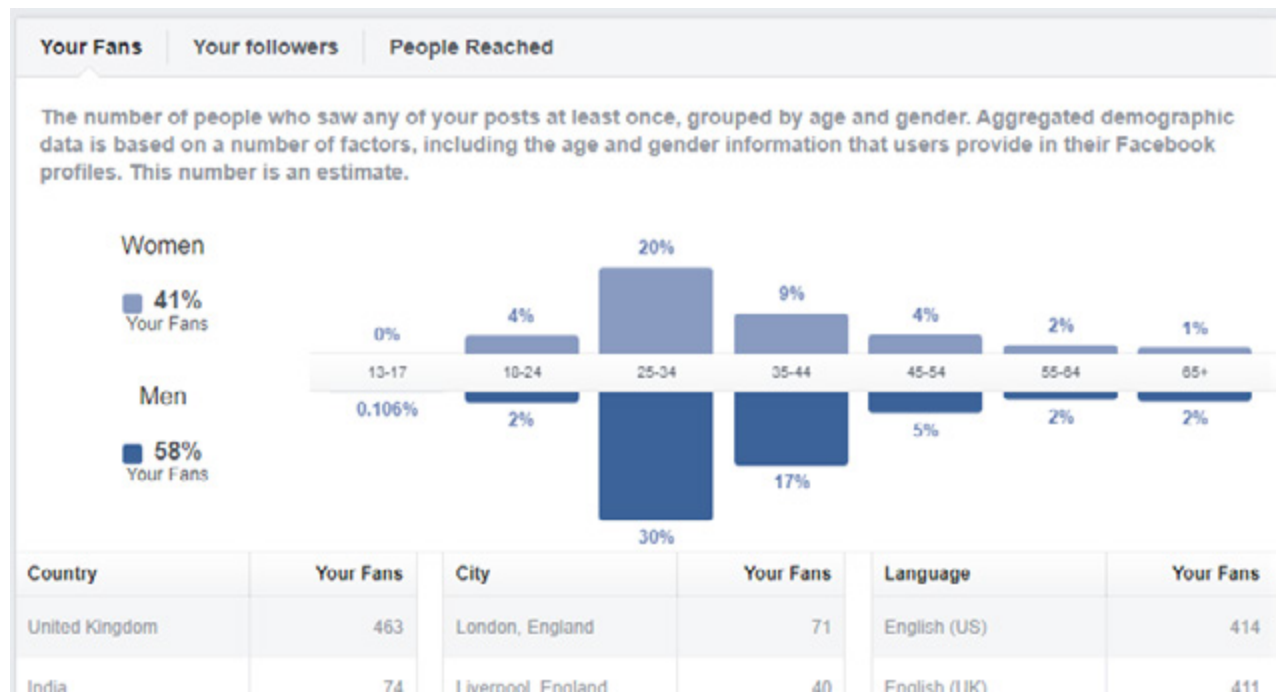 Your Fans Your followers People Reached
The number of people who saw any of your posts at least once, grouped by age and gender. Aggregated demographic
data is based on a number of factors, including the age and gender information that users provide in their Facebook
profiles. This number is an estimate.
Women
41%
Your Fans
0% 4% 20% 9% 4% 2% 1%
13-17 18-24 25-34 35-44 45-54 55-64 65+
Men
58%
Your Fans
0.106% 2% 30% 17% 5% 2% 2%
Country Your Fans City Your Fans Language Your Fans
United Kingdom 463 London, England 71 English (US) 414
India 74 Liverpool, England 40 English (UK) 411